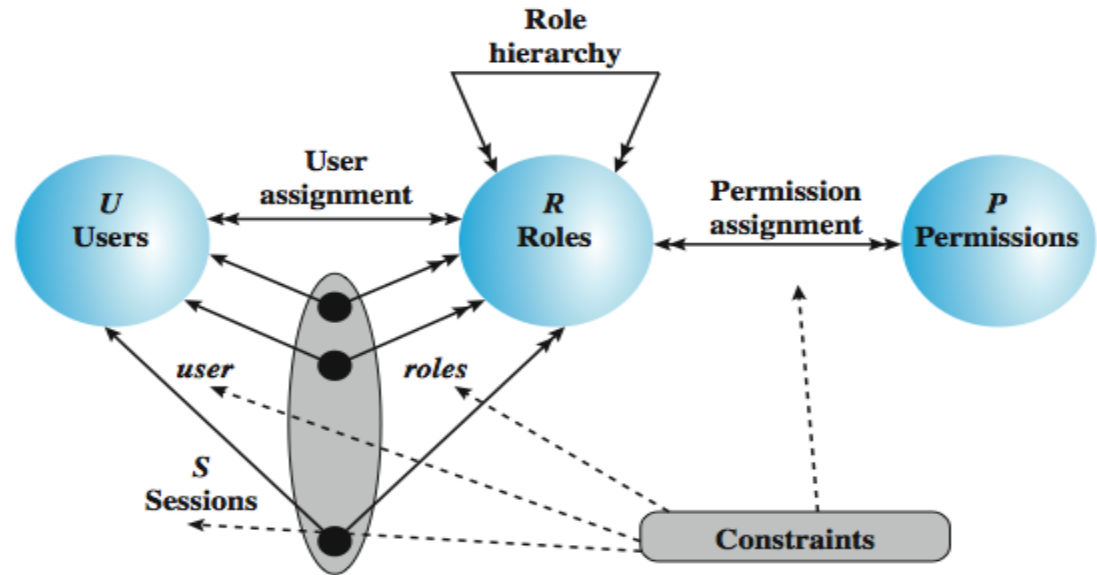 Role
hierarchy
User
assignment
Permission
assignment
U
Users
R
Roles
P
Permissions
user
roles
S
Sessions
Constraints